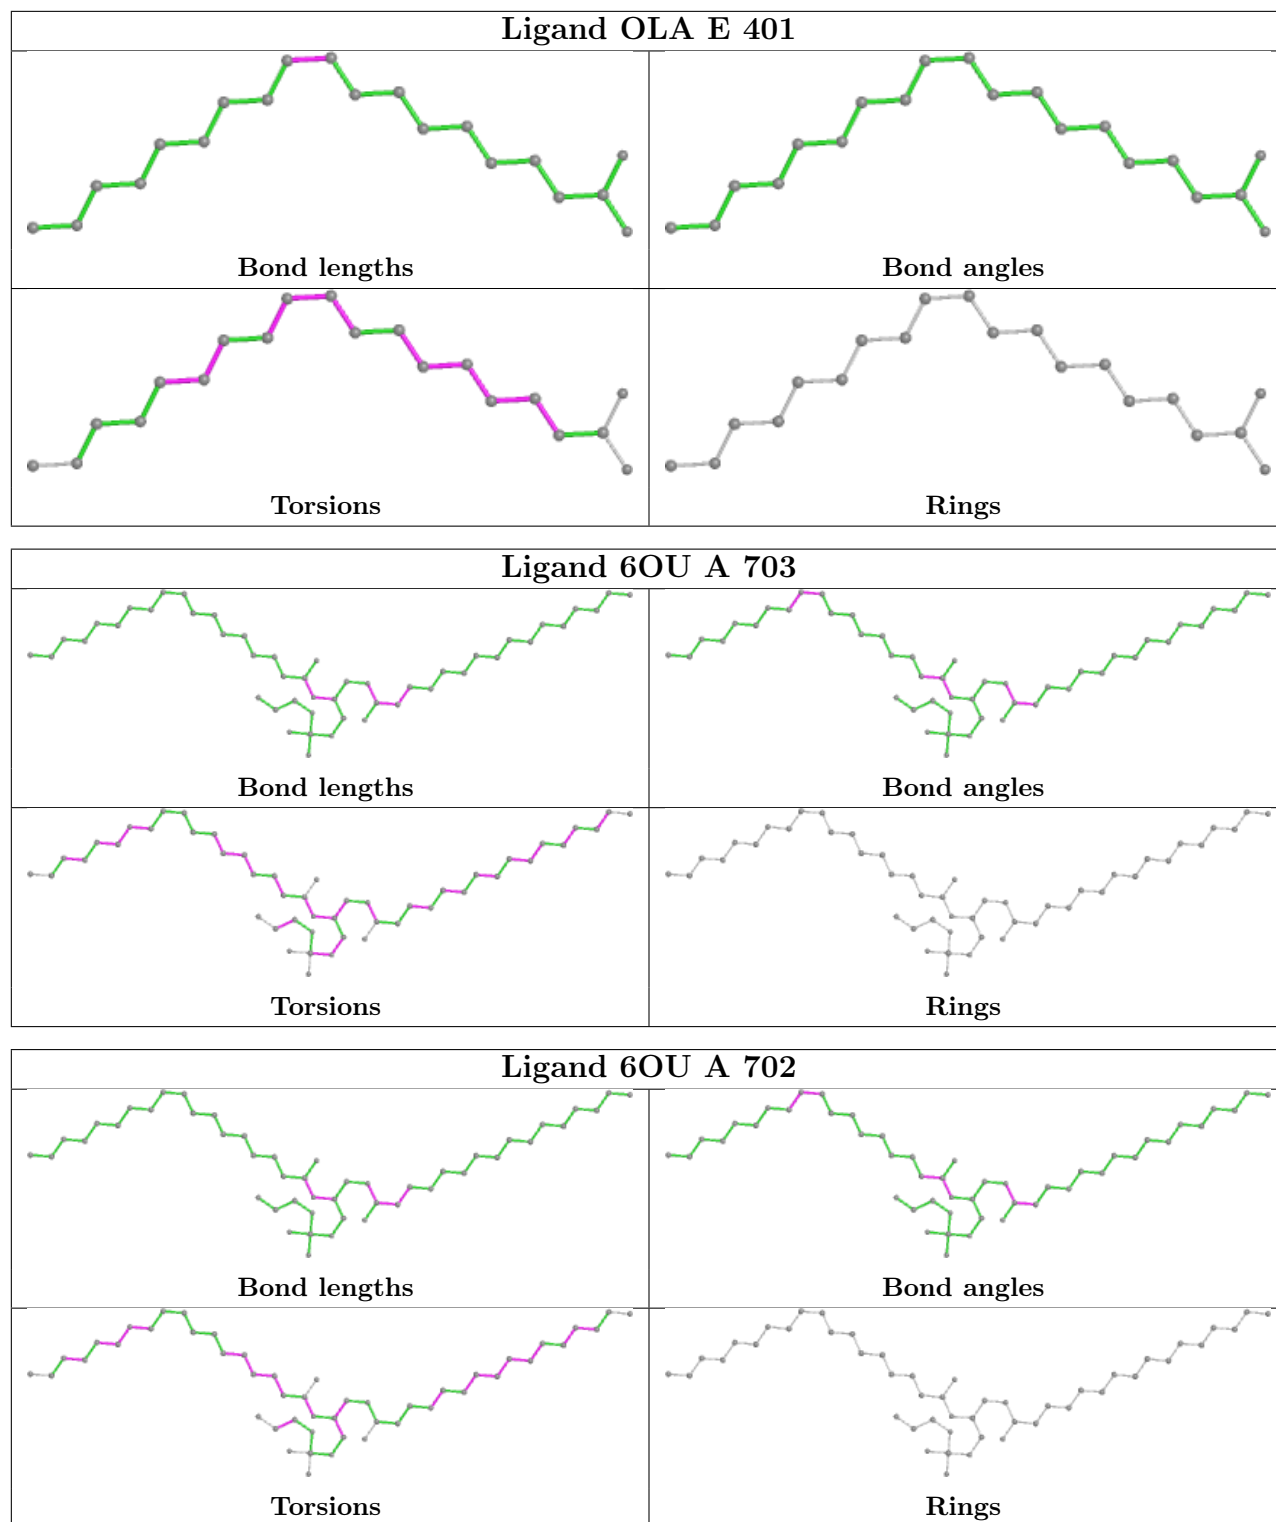 Ligand OLA E 401
Bond lengths
Bond angles
Torsions
Rings
Ligand 6OU A 703
Bond lengths
Bond angles
Torsions
Rings
Ligand 6OU A 702
Bond lengths
Bond angles
Torsions
Rings